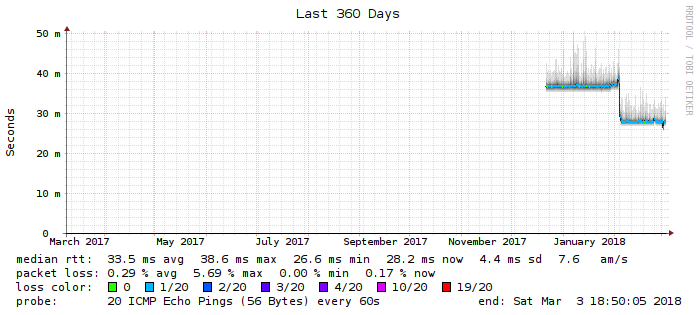 Last 360 Days
RRDTOOL / TOBI OETIKER
Seconds
50 m
40 m
30 m
20 m
10 m
0
March 2017 May 2017 July 2017 September 2017 November 2017 January 2018
median rtt: 33.5 ms avg 38.6 ms max 26.6 ms min 28.2 ms now 4.4 ms sd 7.6 am/s
packet loss: 0.29 % avg 5.69 % max 0.00 % min 0.17 % now
loss color: 0 1/20 2/20 3/20 4/20 10/20 19/20
probe: 20 ICMP Echo Pings (56 Bytes) every 60s end: Sat Mar 3 18:50:05 2018